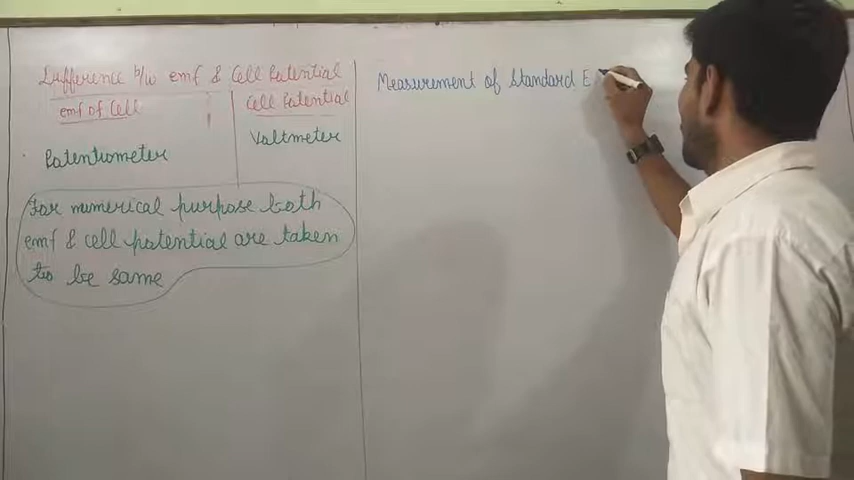 Difference b/w emf & Cell Potential
emf of Cell
Cell Potential
Potentiometer
Voltmeter
For numerical purpose both
emf & cell potential are taken
to be same
Measurement of Standard E